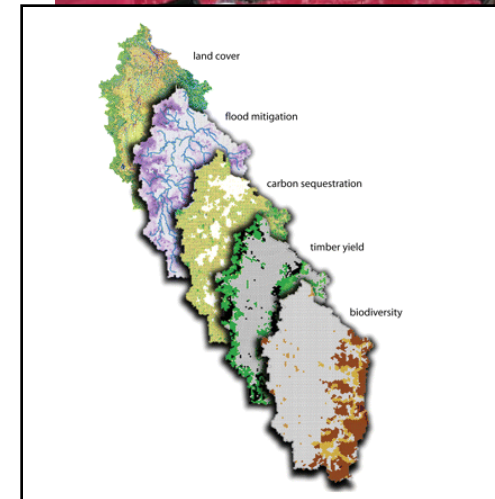 land cover
flood mitigation
carbon sequestration
timber yield
biodiversity